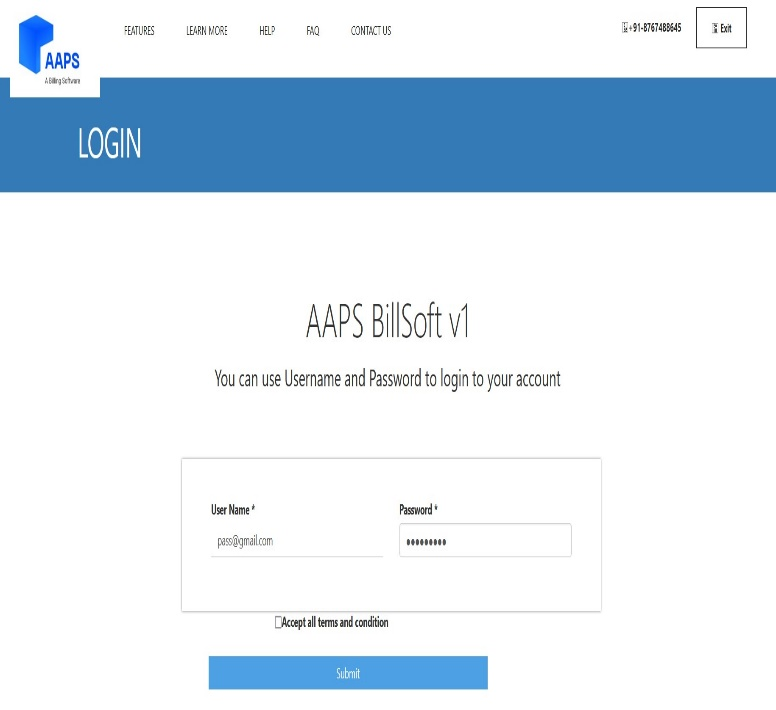 AAPS
A Billing Software
FEATURES LEARN MORE HELP FAQ CONTACT US
+91-8767488645
Exit
LOGIN
AAPS BillSoft v1
You can use Username and Password to login to your account
User Name * Password *
pass@gmail.com •••••••••
Accept all terms and condition
Submit